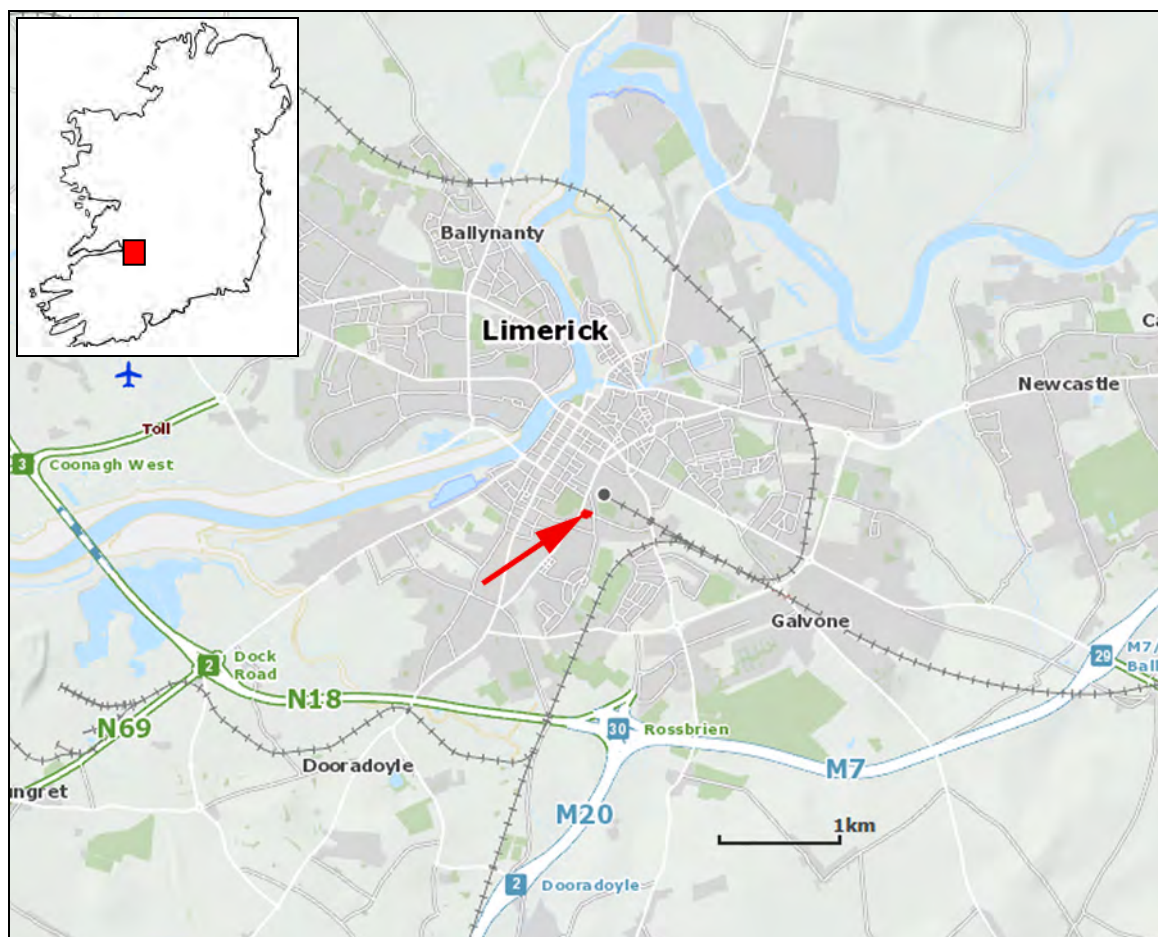 Ballynanty
Limerick
Newcastle
Ca
Toll
3
Coonagh West
Galvone
2
Dock
Road
29
M7/
Ball
N18
N69
30
Rossbrien
Dooradoyle
M7
ungret
M20
1km
2
Dooradoyle